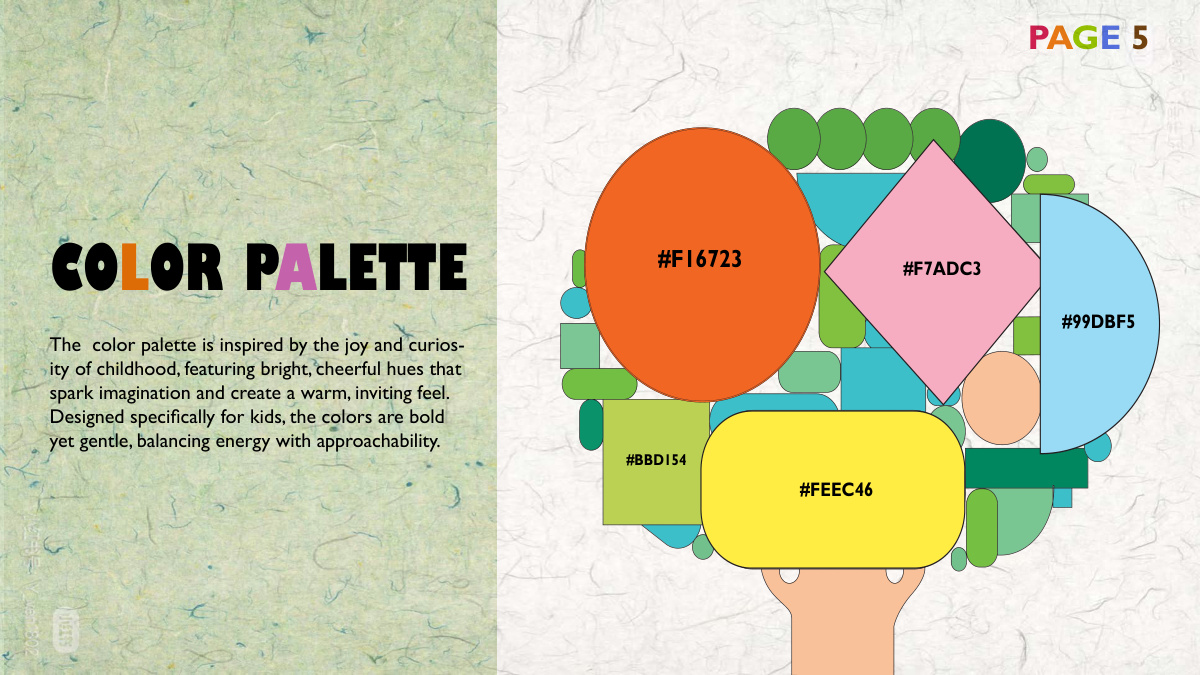 PAGE 5
COLOR PALETTE
The  color palette is inspired by the joy and curios-
ity of childhood, featuring bright, cheerful hues that
spark imagination and create a warm, inviting feel.
Designed specifically for kids, the colors are bold
yet gentle, balancing energy with approachability.
#F16723
#F7ADC3
#99DBF5
#BBD154
#FEEC46